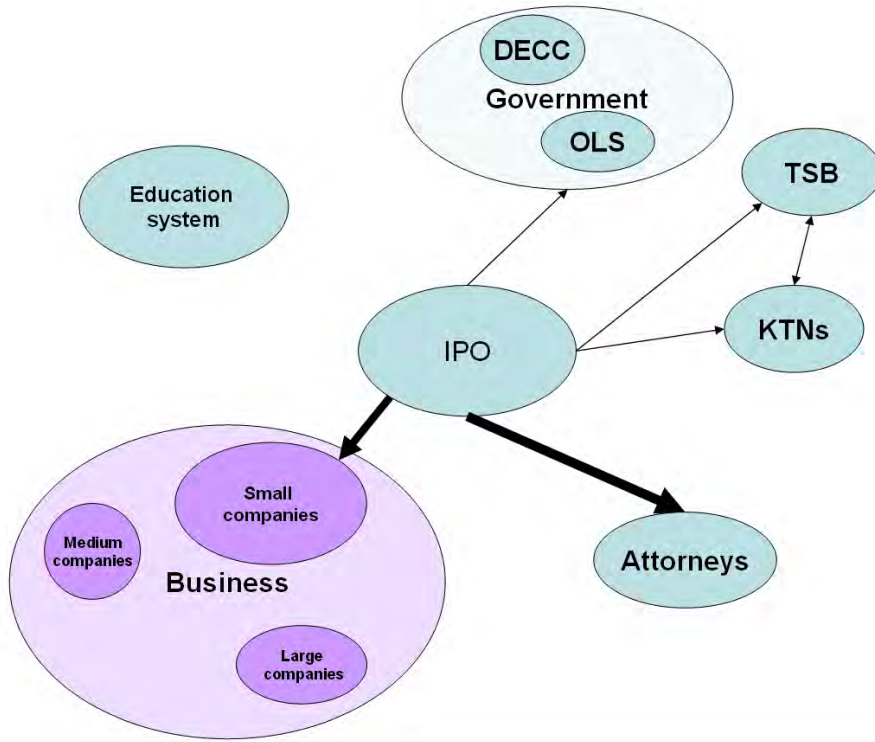 DECC
Government
OLS
TSB
Education
system
KTNs
IPO
Small
companies
Medium
companies
Business
Attorneys
Large
companies